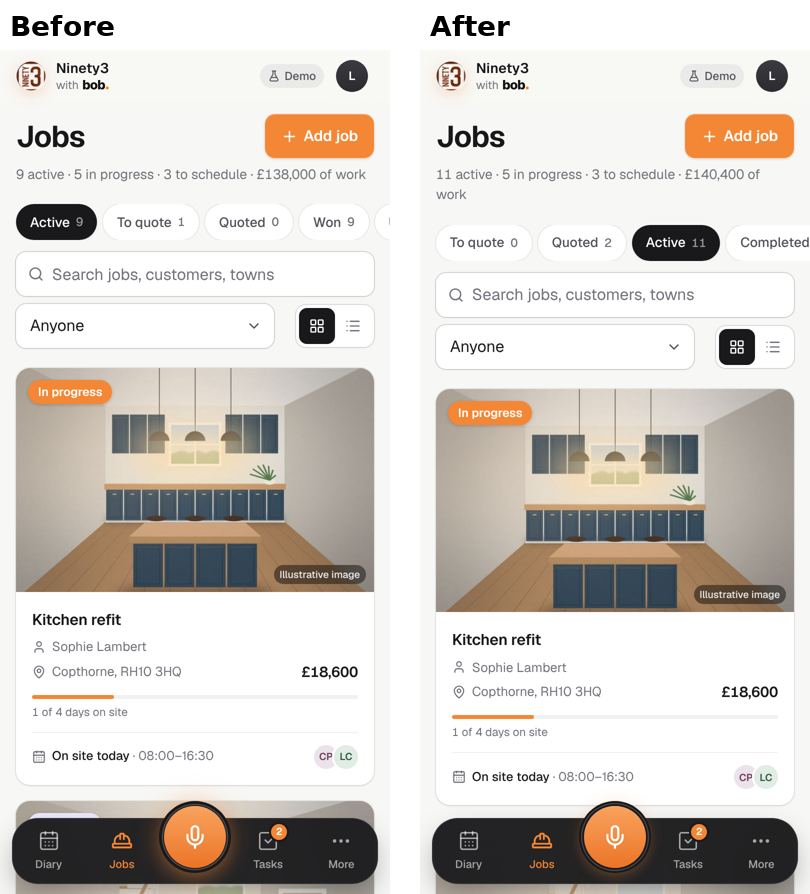 Before
NINETY 3
Ninety3
with bob.
Demo
L
Jobs
+ Add job
9 active · 5 in progress · 3 to schedule · £138,000 of work
Active 9
To quote 1
Quoted 0
Won 9
Search jobs, customers, towns
Anyone
In progress
Illustrative image
Kitchen refit
Sophie Lambert
Copthorne, RH10 3HQ
£18,600
1 of 4 days on site
On site today · 08:00–16:30
CP LC
Diary
Jobs
2
Tasks
More
After
NINETY 3
Ninety3
with bob.
Demo
L
Jobs
+ Add job
11 active · 5 in progress · 3 to schedule · £140,400 of
work
To quote 0
Quoted 2
Active 11
Completed
Search jobs, customers, towns
Anyone
In progress
Illustrative image
Kitchen refit
Sophie Lambert
Copthorne, RH10 3HQ
£18,600
1 of 4 days on site
On site today · 08:00–16:30
CP LC
Diary
Jobs
2
Tasks
More